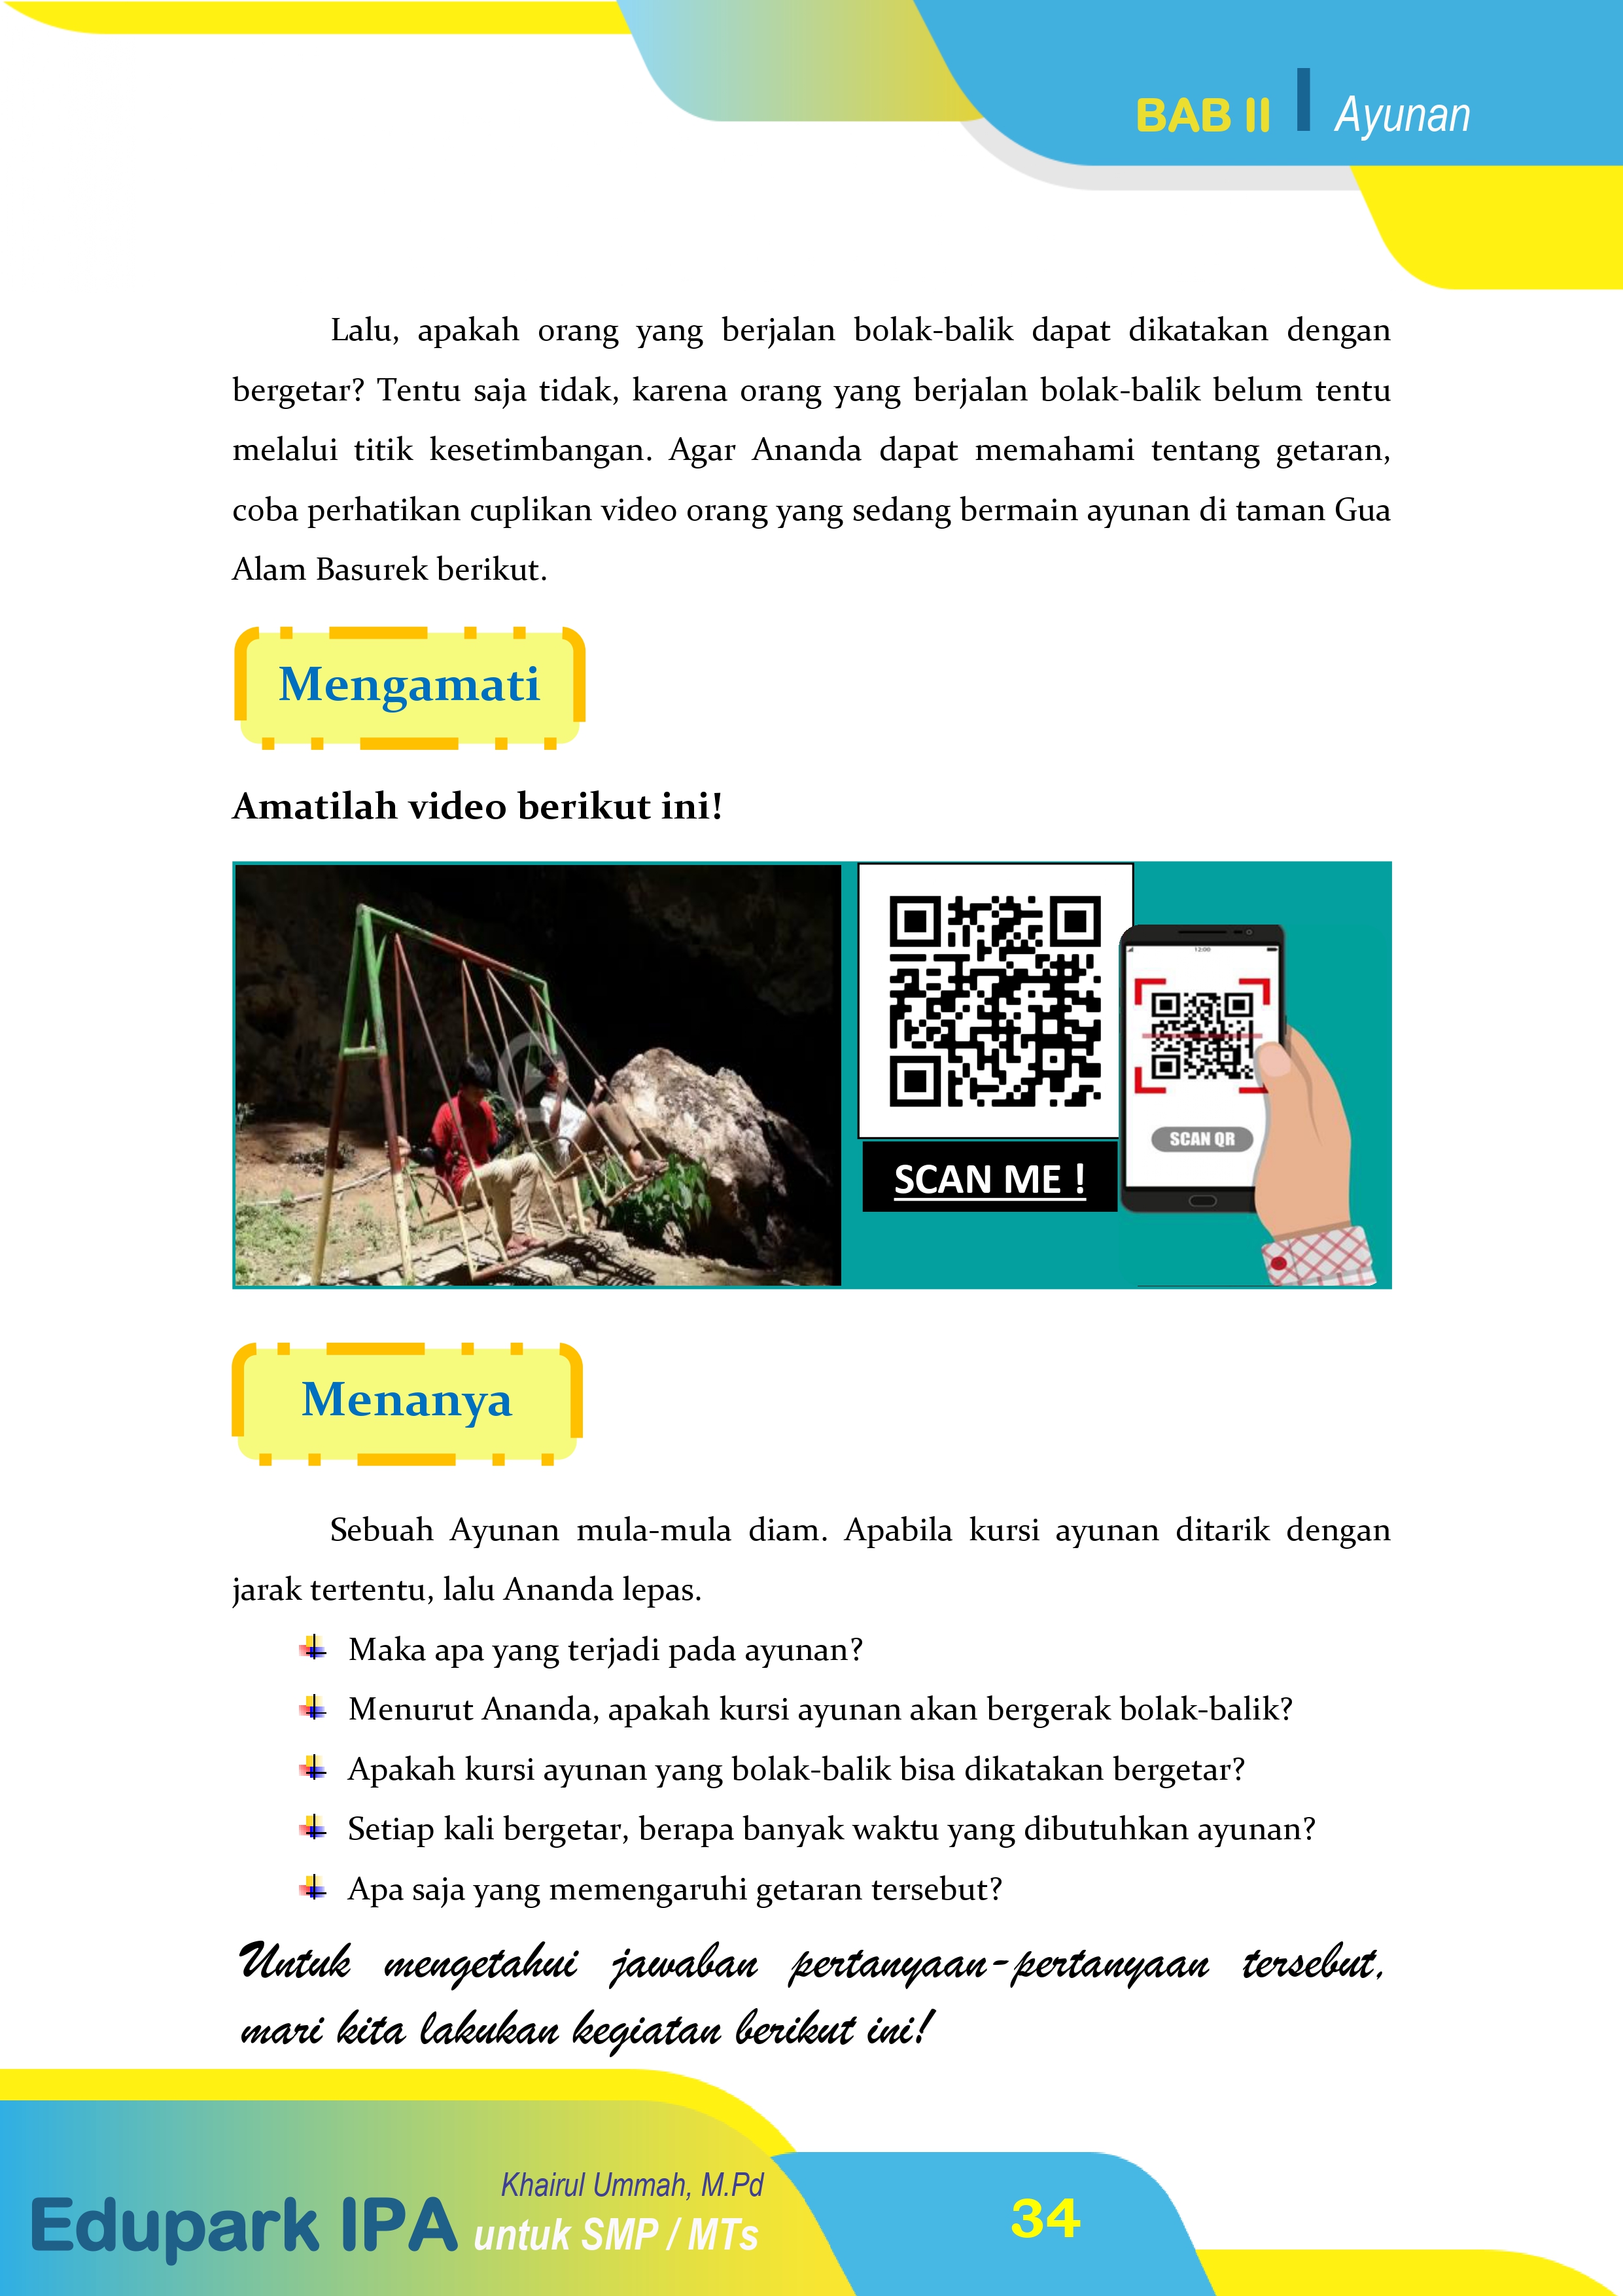 BAB II | Ayunan
Lalu, apakah orang yang berjalan bolak-balik dapat dikatakan dengan
bergetar? Tentu saja tidak, karena orang yang berjalan bolak-balik belum tentu
melalui titik kesetimbangan. Agar Ananda dapat memahami tentang getaran,
coba perhatikan cuplikan video orang yang sedang bermain ayunan di taman Gua
Alam Basurek berikut.
Mengamati
Amatilah video berikut ini!
12:00
SCAN QR
SCAN ME !
Menanya
Sebuah Ayunan mula-mula diam. Apabila kursi ayunan ditarik dengan
jarak tertentu, lalu Ananda lepas.
Maka apa yang terjadi pada ayunan?
Menurut Ananda, apakah kursi ayunan akan bergerak bolak-balik?
Apakah kursi ayunan yang bolak-balik bisa dikatakan bergetar?
Setiap kali bergetar, berapa banyak waktu yang dibutuhkan ayunan?
Apa saja yang memengaruhi getaran tersebut?
Untuk mengetahui jawaban pertanyaan-pertanyaan tersebut,
mari kita lakukan kegiatan berikut ini!
Khairul Ummah, M.Pd
Edupark IPA untuk SMP / MTs
34